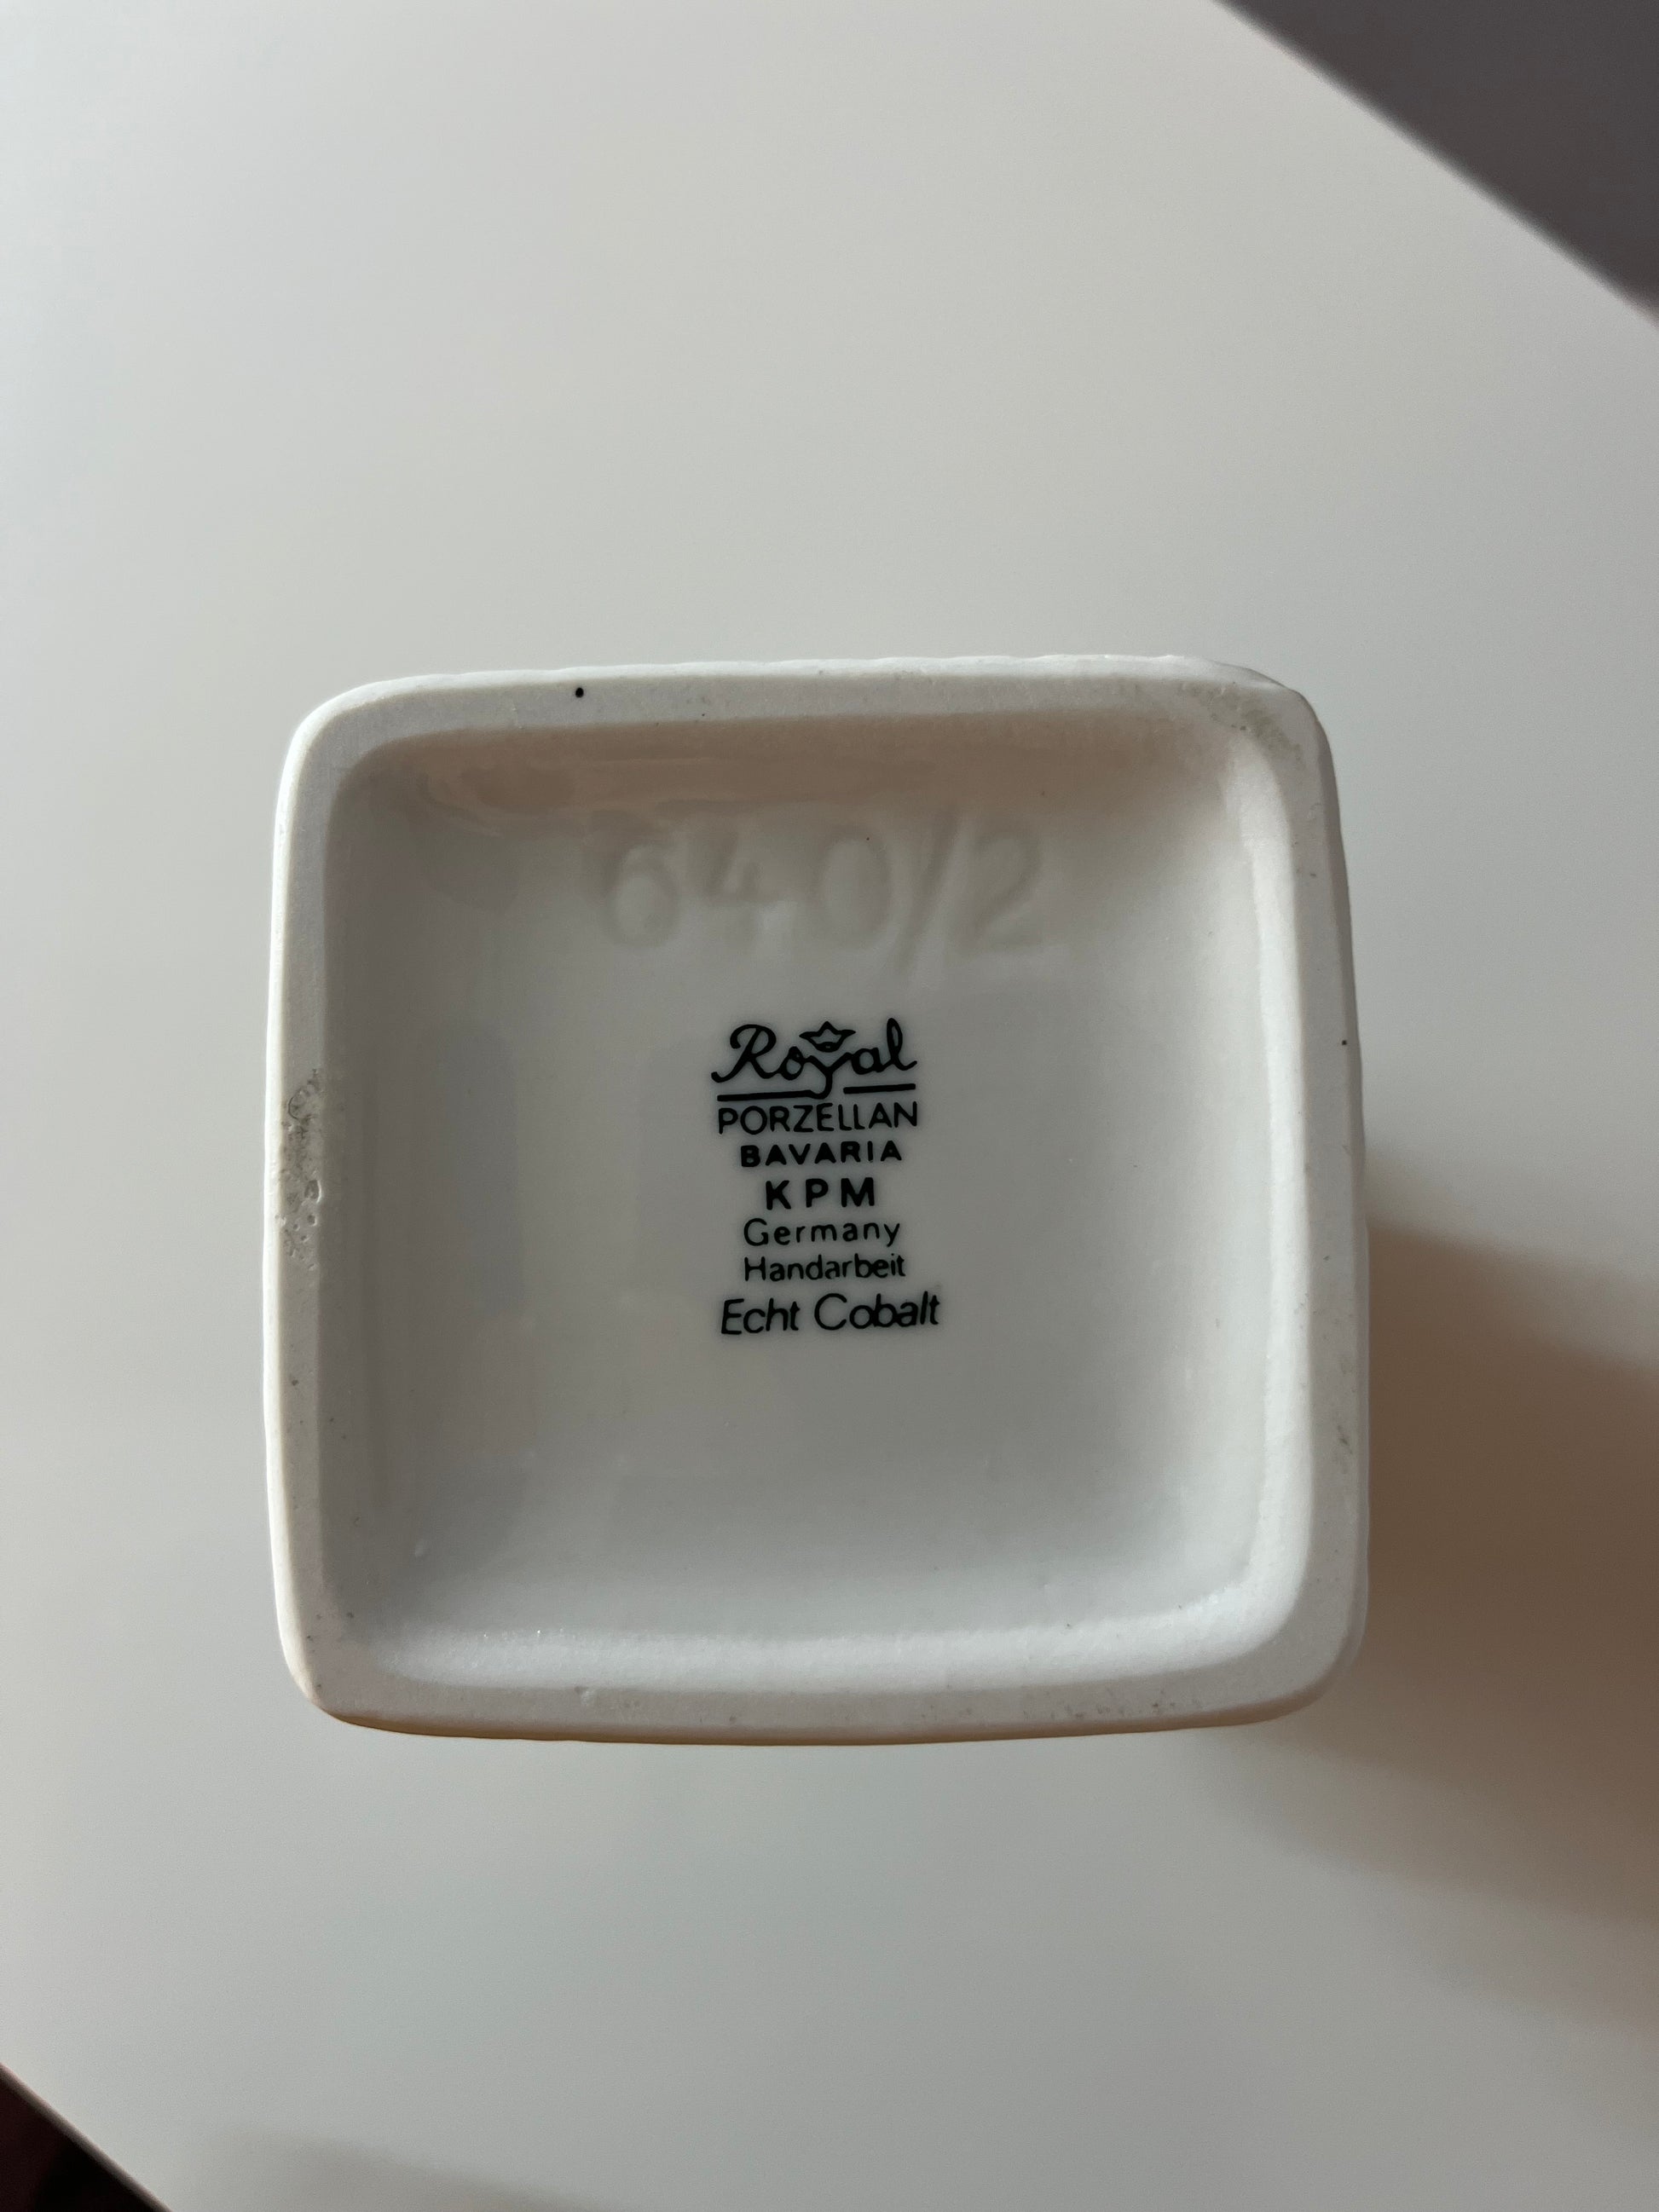 640/2
Royal
PORZELLAN
BAVARIA
KPM
Germany
Handarbeit
Echt Cobalt